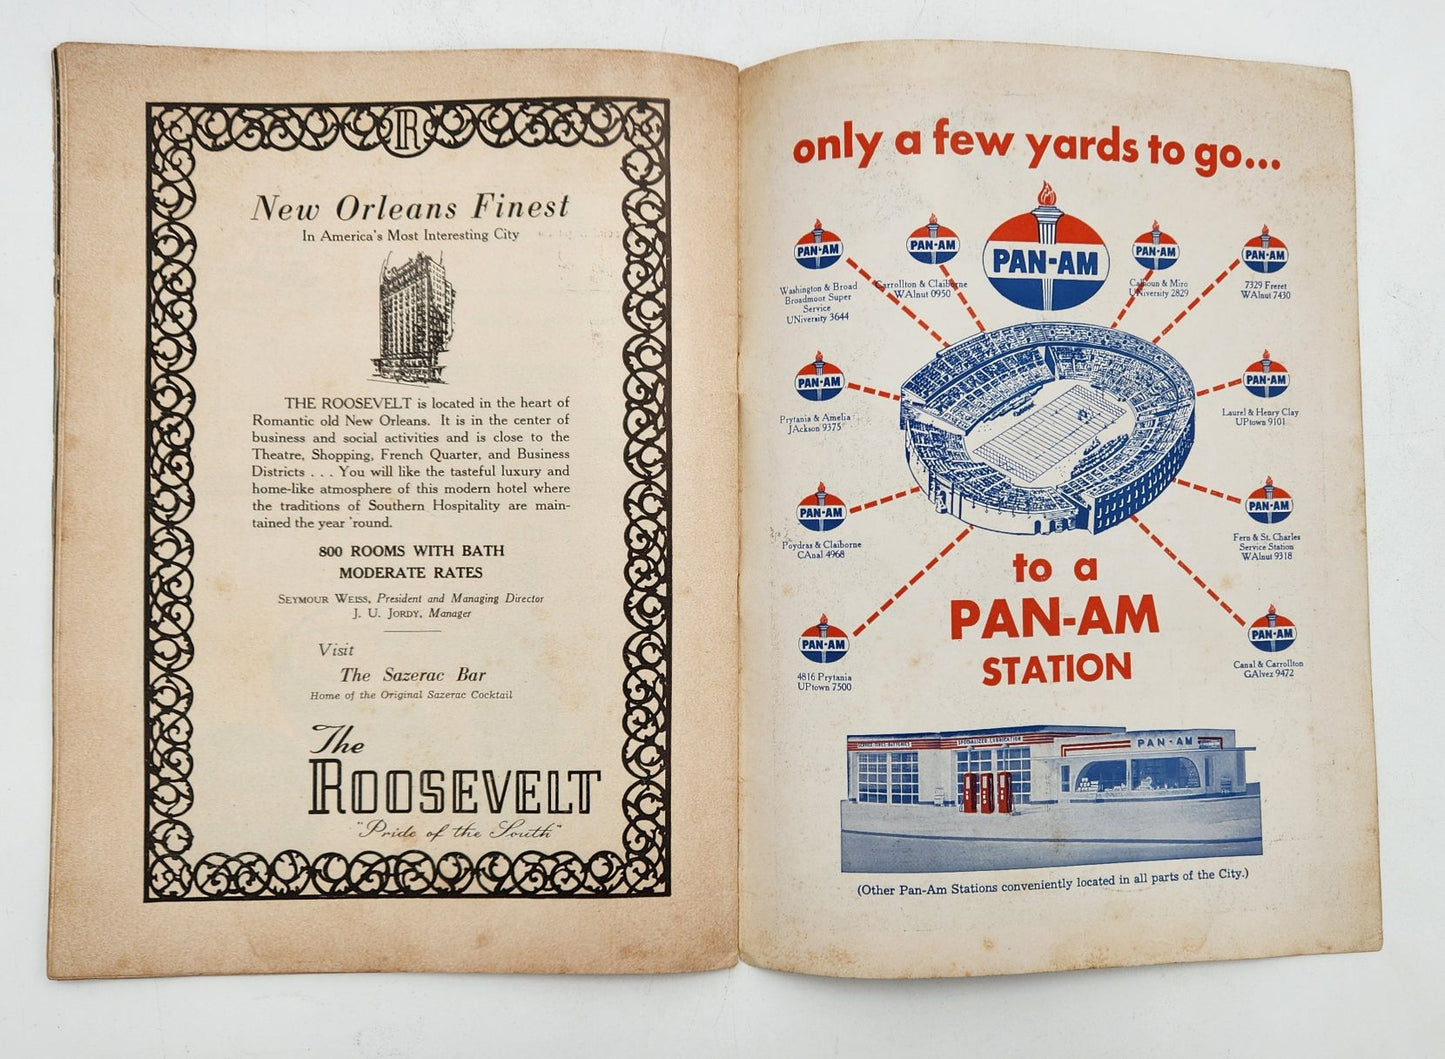 R
New Orleans Finest
In America's Most Interesting City
THE ROOSEVELT is located in the heart of
Romantic old New Orleans. It is in the center of
business and social activities and is close to the
Theatre, Shopping, French Quarter, and Business
Districts . . . You will like the tasteful luxury and
home-like atmosphere of this modern hotel where
the traditions of Southern Hospitality are main-
tained the year 'round.
800 ROOMS WITH BATH
MODERATE RATES
SEYMOUR WEISS, President and Managing Director
J. U. JORDY, Manager
Visit
The Sazerac Bar
Home of the Original Sazerac Cocktail
The
ROOSEVELT
"Pride of the South"
only a few yards to go...
PAN-AM
PAN-AM
PAN-AM
PAN-AM
PAN-AM
Washington & Broad
Broadmoor Super
Service
UNiversity 3644
Carrollton & Claiborne
WAlnut 0950
Calhoun & Miro
UNiversity 2829
7329 Freret
WAlnut 7430
PAN-AM
Prytania & Amelia
JAckson 9375
PAN-AM
Laurel & Henry Clay
UPtown 9101
PAN-AM
Poydras & Claiborne
CAnal 4968
PAN-AM
Fern & St. Charles
Service Station
WAlnut 9318
to a
PAN-AM
STATION
PAN-AM
4816 Prytania
UPtown 7500
PAN-AM
Canal & Carrollton
GAlvez 9472
SPECIALIZED LUBRICATION
PAN-AM
(Other Pan-Am Stations conveniently located in all parts of the City.)